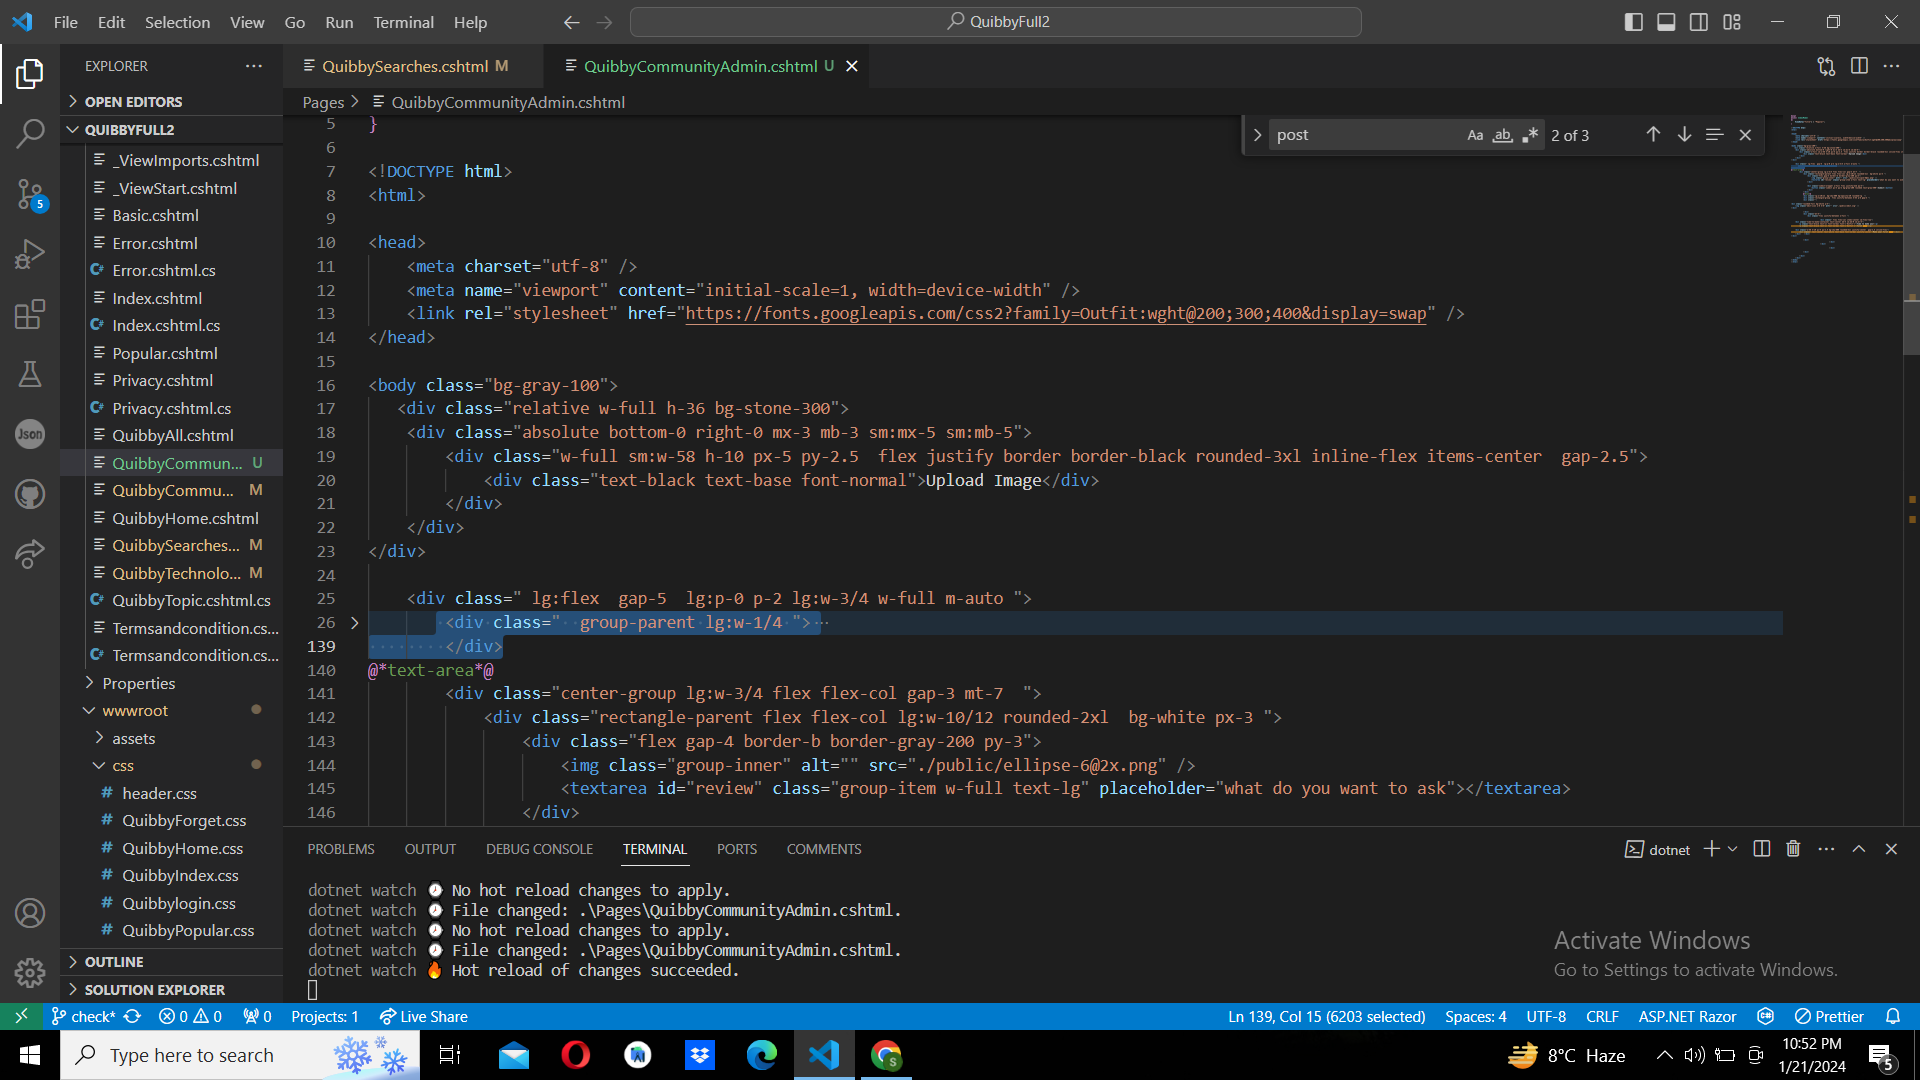 File Edit Selection View Go Run Terminal Help
QuibbyFull2
EXPLORER
QuibbySearches.cshtml M
QuibbyCommunityAdmin.cshtml U
OPEN EDITORS
QUIBBYFULL2
_ViewImports.cshtml
_ViewStart.cshtml
Basic.cshtml
Error.cshtml
C# Error.cshtml.cs
Index.cshtml
C# Index.cshtml.cs
Popular.cshtml
Privacy.cshtml
C# Privacy.cshtml.cs
QuibbyAll.cshtml
QuibbyCommun... U
QuibbyCommu... M
QuibbyHome.cshtml
QuibbySearches... M
QuibbyTechnolo... M
C# QuibbyTopic.cshtml.cs
Termsandcondition.cs...
C# Termsandcondition.cs...
Properties
wwwroot
assets
css
# header.css
# QuibbyForget.css
# QuibbyHome.css
# QuibbyIndex.css
# Quibbylogin.css
# QuibbyPopular.css
OUTLINE
SOLUTION EXPLORER
5
Json
Pages > QuibbyCommunityAdmin.cshtml
post Aa ab 2 of 3
5 }
6
7 <!DOCTYPE html>
8 <html>
9
10 <head>
11 <meta charset="utf-8" />
12 <meta name="viewport" content="initial-scale=1, width=device-width" />
13 <link rel="stylesheet" href="https://fonts.googleapis.com/css2?family=Outfit:wght@200;300;400&display=swap" />
14 </head>
15
16 <body class="bg-gray-100">
17 <div class="relative w-full h-36 bg-stone-300">
18 <div class="absolute bottom-0 right-0 mx-3 mb-3 sm:mx-5 sm:mb-5">
19 <div class="w-full sm:w-58 h-10 px-5 py-2.5  flex justify border border-black rounded-3xl inline-flex items-center  gap-2.5">
20 <div class="text-black text-base font-normal">Upload Image</div>
21 </div>
22 </div>
23 </div>
24
25 <div class=" lg:flex  gap-5  lg:p-0 p-2 lg:w-3/4 w-full m-auto ">
26 <div class="  group-parent lg:w-1/4 "> ...
139 </div>
140 @*text-area*@
141 <div class="center-group lg:w-3/4 flex flex-col gap-3 mt-7  ">
142 <div class="rectangle-parent flex flex-col lg:w-10/12 rounded-2xl  bg-white px-3 ">
143 <div class="flex gap-4 border-b border-gray-200 py-3">
144 <img class="group-inner" alt="" src="./public/ellipse-6@2x.png" />
145 <textarea id="review" class="group-item w-full text-lg" placeholder="what do you want to ask"></textarea>
146 </div>
PROBLEMS OUTPUT DEBUG CONSOLE TERMINAL PORTS COMMENTS
dotnet
dotnet watch ⌚ No hot reload changes to apply.
dotnet watch ⌚ File changed: .\Pages\QuibbyCommunityAdmin.cshtml.
dotnet watch ⌚ No hot reload changes to apply.
dotnet watch ⌚ File changed: .\Pages\QuibbyCommunityAdmin.cshtml.
dotnet watch 🔥 Hot reload of changes succeeded.
Activate Windows
Go to Settings to activate Windows.
check* 0 0 0 Projects: 1 Live Share
Ln 139, Col 15 (6203 selected) Spaces: 4 UTF-8 CRLF ASP.NET Razor Prettier
Type here to search
8°C Haze
10:52 PM
1/21/2024
5